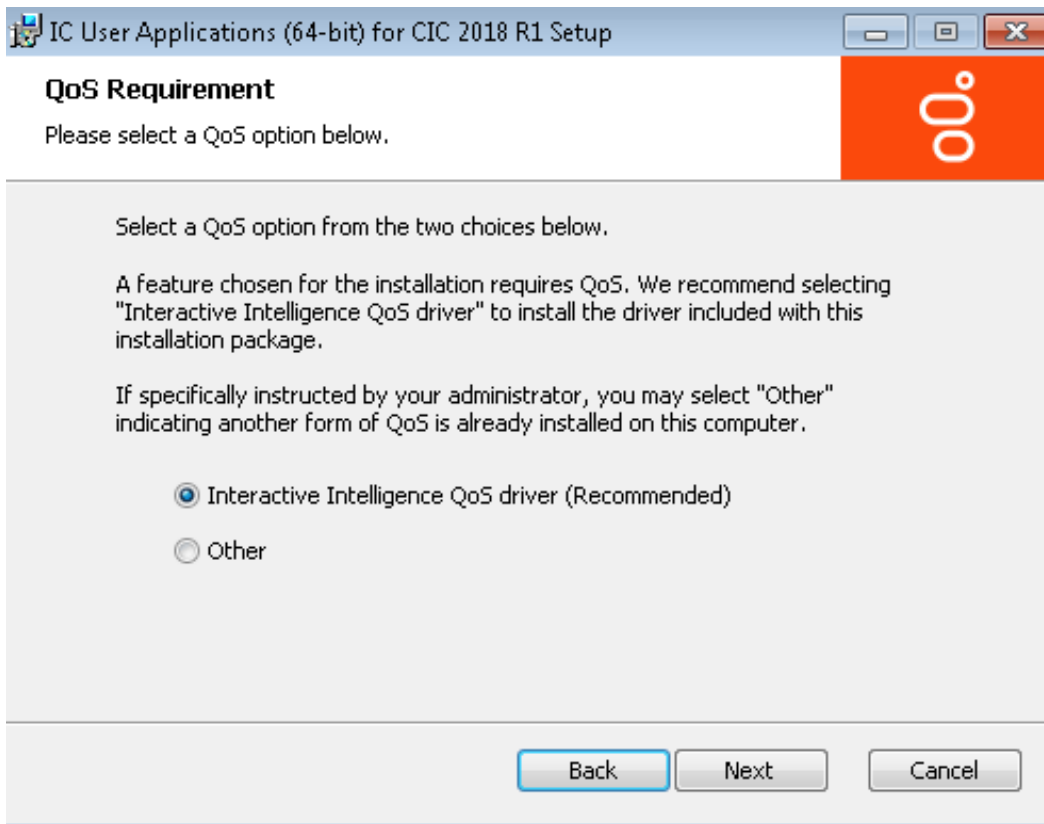 IC User Applications (64-bit) for CIC 2018 R1 Setup
QoS Requirement
Please select a QoS option below.
Select a QoS option from the two choices below.
A feature chosen for the installation requires QoS. We recommend selecting
"Interactive Intelligence QoS driver" to install the driver included with this
installation package.
If specifically instructed by your administrator, you may select "Other"
indicating another form of QoS is already installed on this computer.
Interactive Intelligence QoS driver (Recommended)
Other
Back
Next
Cancel